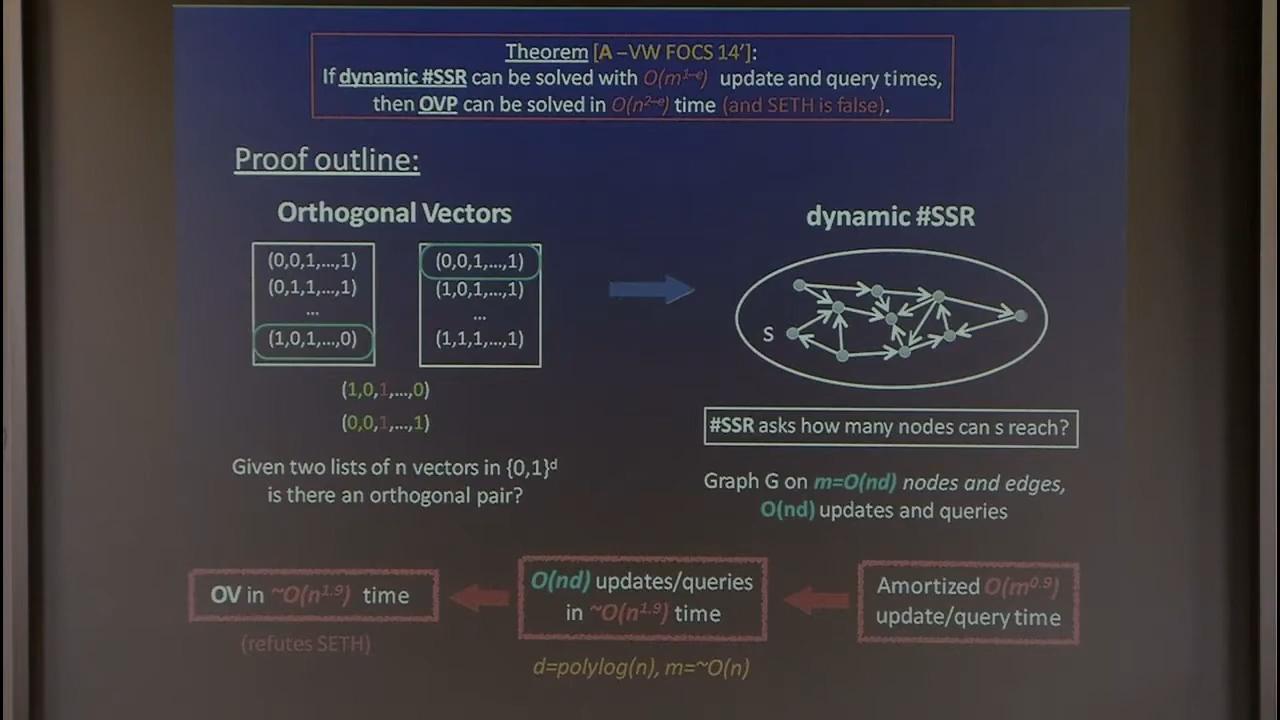 Theorem [A –VW FOCS 14']:
If dynamic #SSR can be solved with O(m^{1-e}) update and query times,
then OVP can be solved in O(n^{2-e}) time (and SETH is false).
Proof outline:
Orthogonal Vectors
(0,0,1,...,1)
(0,1,1,...,1)
...
(1,0,1,...,0)
(0,0,1,...,1)
(1,0,1,...,1)
...
(1,1,1,...,1)
(1,0,1,...,0)
(0,0,1,...,1)
Given two lists of n vectors in {0,1}^d
is there an orthogonal pair?
dynamic #SSR
S
#SSR asks how many nodes can s reach?
Graph G on m=O(nd) nodes and edges,
O(nd) updates and queries
OV in ~O(n^{1.9}) time
(refutes SETH)
O(nd) updates/queries
in ~O(n^{1.9}) time
d=polylog(n), m=~O(n)
Amortized O(m^{0.9})
update/query time